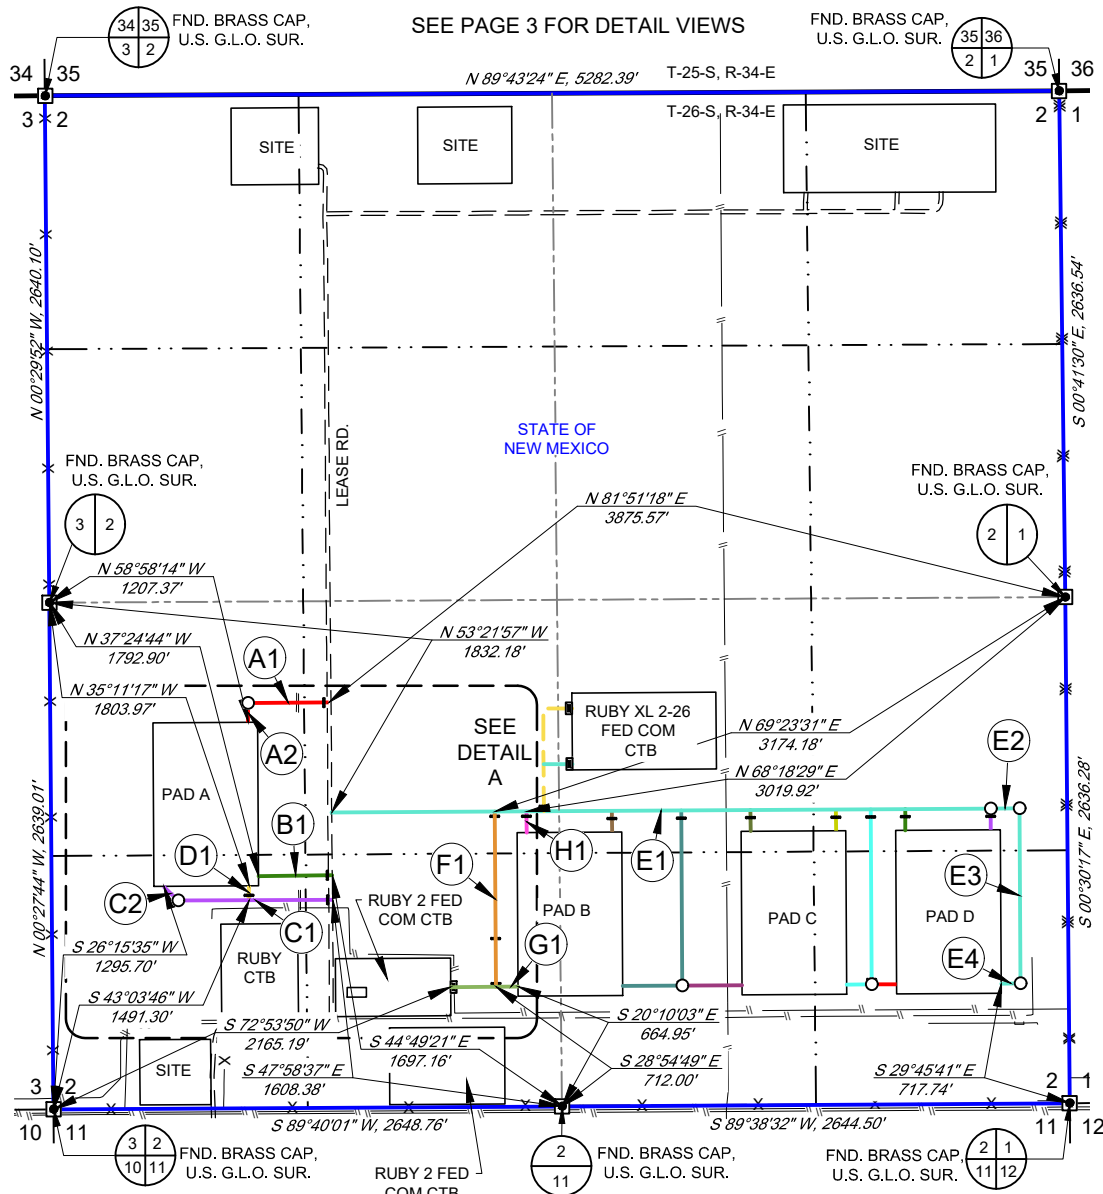 SEE PAGE 3 FOR DETAIL VIEWS
34 35
3 2
FND. BRASS CAP,
U.S. G.L.O. SUR.
FND. BRASS CAP,
U.S. G.L.O. SUR.
35 36
2 1
34 35
3 2
N 89°43'24" E, 5282.39'
T-25-S, R-34-E
T-26-S, R-34-E
35 36
2 1
SITE
SITE
SITE
N 00°29'52" W, 2640.10'
S 00°41'30" E, 2636.54'
LEASE RD.
STATE OF
NEW MEXICO
FND. BRASS CAP,
U.S. G.L.O. SUR.
3 2
FND. BRASS CAP,
U.S. G.L.O. SUR.
2 1
N 81°51'18" E
3875.57'
N 58°58'14" W
1207.37'
N 37°24'44" W
1792.90'
N 35°11'17" W
1803.97'
N 53°21'57" W
1832.18'
A1
A2
SEE
DETAIL
A
RUBY XL 2-26
FED COM
CTB
N 69°23'31" E
3174.18'
N 68°18'29" E
3019.92'
E2
PAD A
B1
D1
C2
C1
F1
H1
E1
E3
E4
G1
PAD B
PAD C
PAD D
RUBY 2 FED
COM CTB
RUBY
CTB
N 00°27'44" W, 2639.01'
S 00°30'17" E, 2636.28'
S 26°15'35" W
1295.70'
S 43°03'46" W
1491.30'
S 72°53'50" W
2165.19'
S 44°49'21" E
1697.16'
S 47°58'37" E
1608.38'
S 20°10'03" E
664.95'
S 28°54'49" E
712.00'
S 29°45'41" E
717.74'
SITE
3 2
10 11
S 89°40'01" W, 2648.76'
S 89°38'32" W, 2644.50'
2 1
11 12
3 2
10 11
FND. BRASS CAP,
U.S. G.L.O. SUR.
RUBY 2 FED
COM CTB
2
11
FND. BRASS CAP,
U.S. G.L.O. SUR.
FND. BRASS CAP,
U.S. G.L.O. SUR.
2 1
11 12